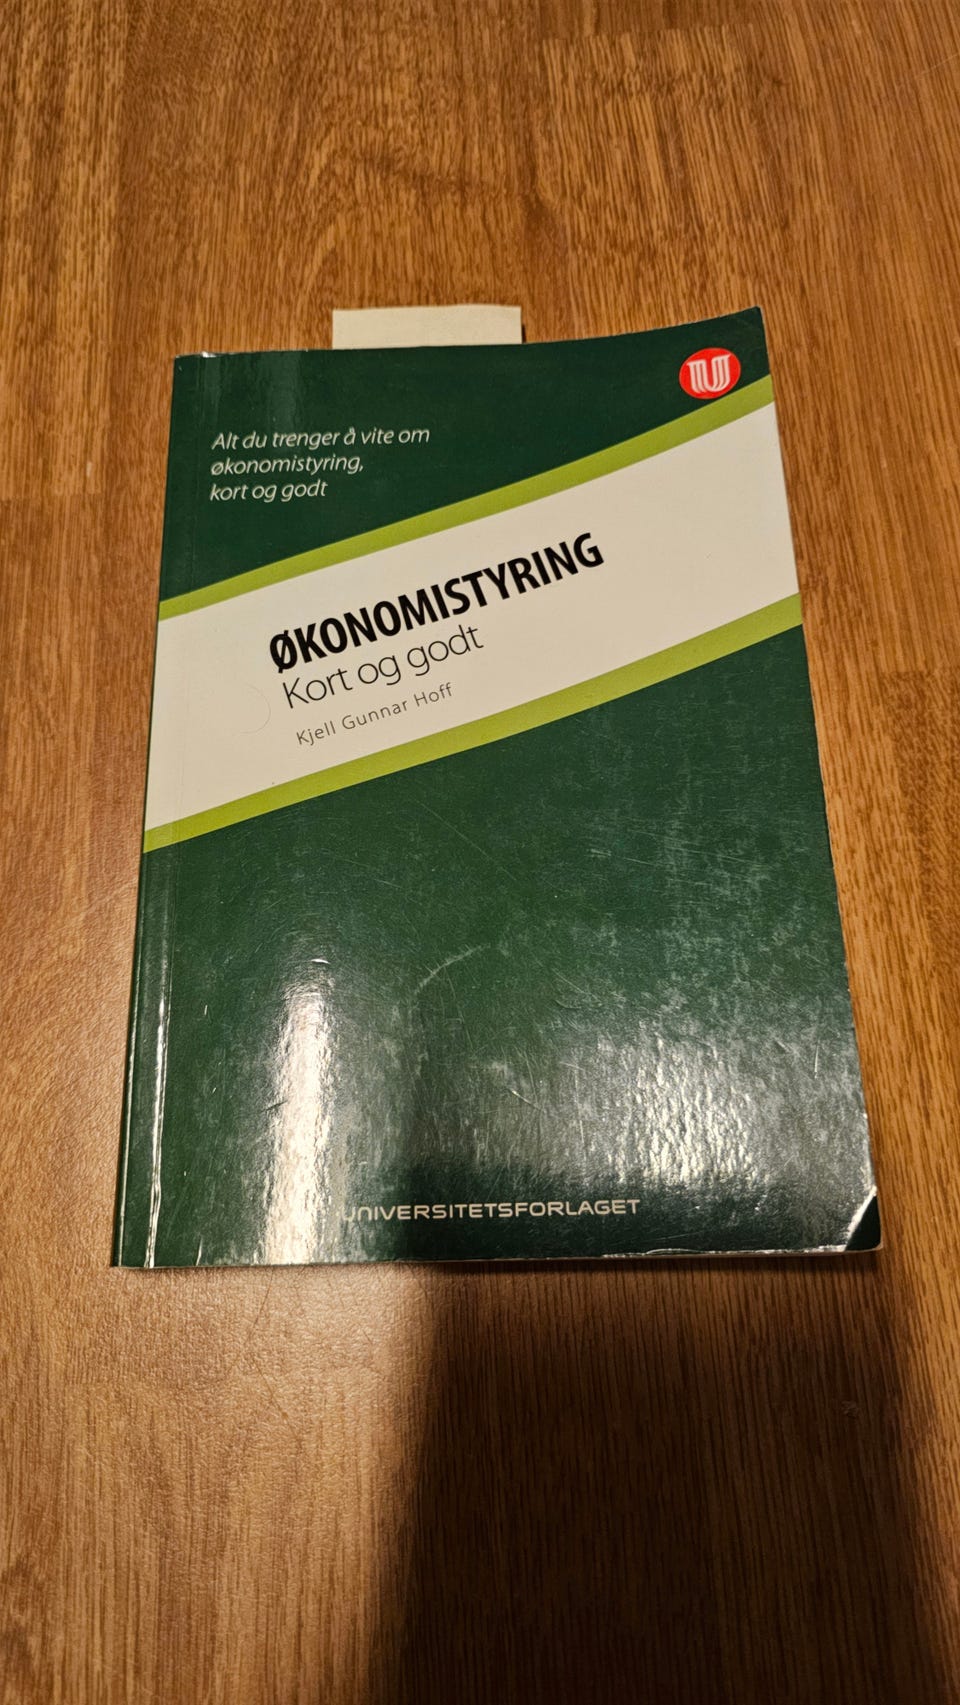 Alt du trenger å vite om
økonomistyring,
kort og godt
ØKONOMISTYRING
Kort og godt
Kjell Gunnar Hoff
UNIVERSITETSFORLAGET